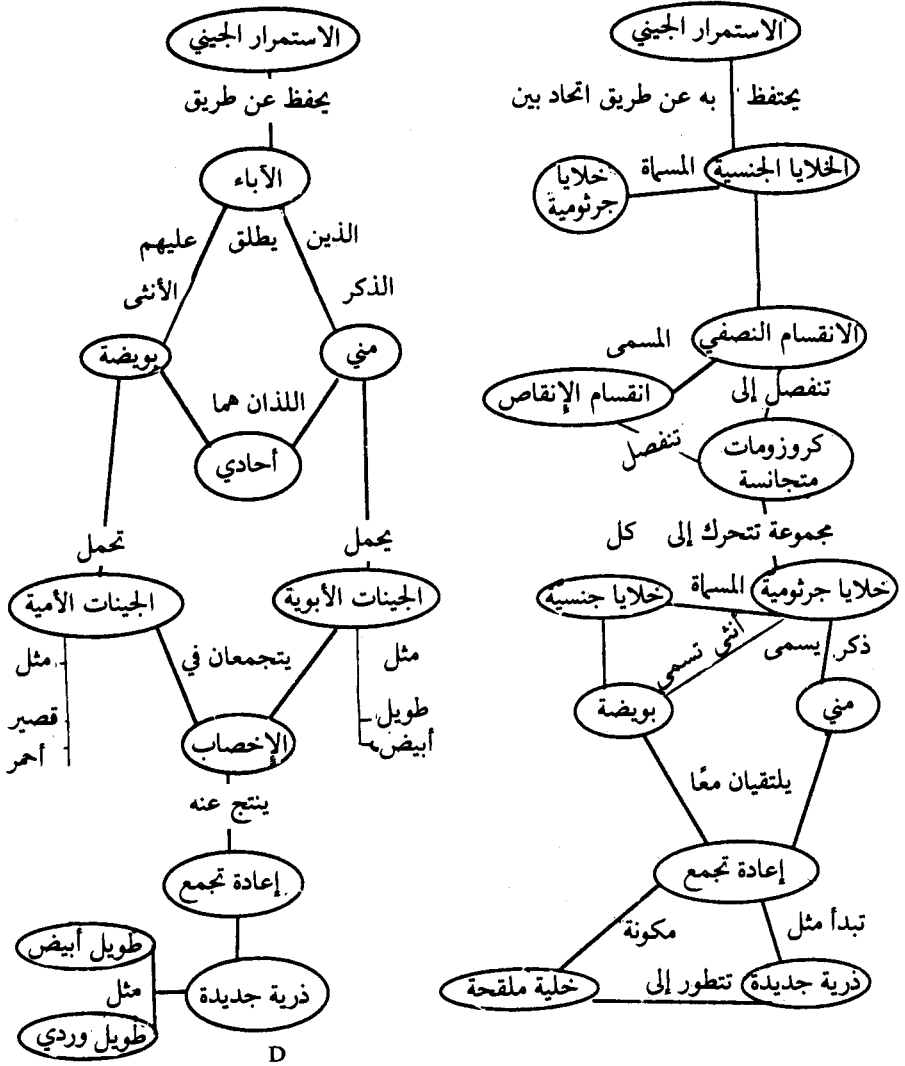 الاستمرار الجيني
يحتفظ به عن طريق اتحاد بين
الخلايا الجنسية
المسماة
خلايا
جرثومية
الانقسام النصفي
المسمى
انقسام الإنقاص
تنفصل إلى
تنفصل
كروزومات
متجانسة
مجموعة تتحرك إلى كل
خلايا جرثومية
المسماة
خلايا جنسيّة
ذكر يسمى
أنثى تسمى
مني
بويضة
يلتقيان معًا
إعادة تجمع
تبدأ مثل
مكونة
ذرية جديدة
تتطور إلى
خلية ملقحة
الاستمرار الجيني
يحفظ عن طريق
الآباء
الذين يطلق عليهم
الذكر
الأنثى
مني
بويضة
اللذان هما
أحادي
يحمل
تحمل
الجينات الأبوية
الجينات الأمية
مثل
طويل
أبيض
يتجمعان في
مثل
قصير
أحمر
الإخصاب
ينتج عنه
إعادة تجمع
ذرية جديدة
طويل أبيض
مثل
طويل وردي
D